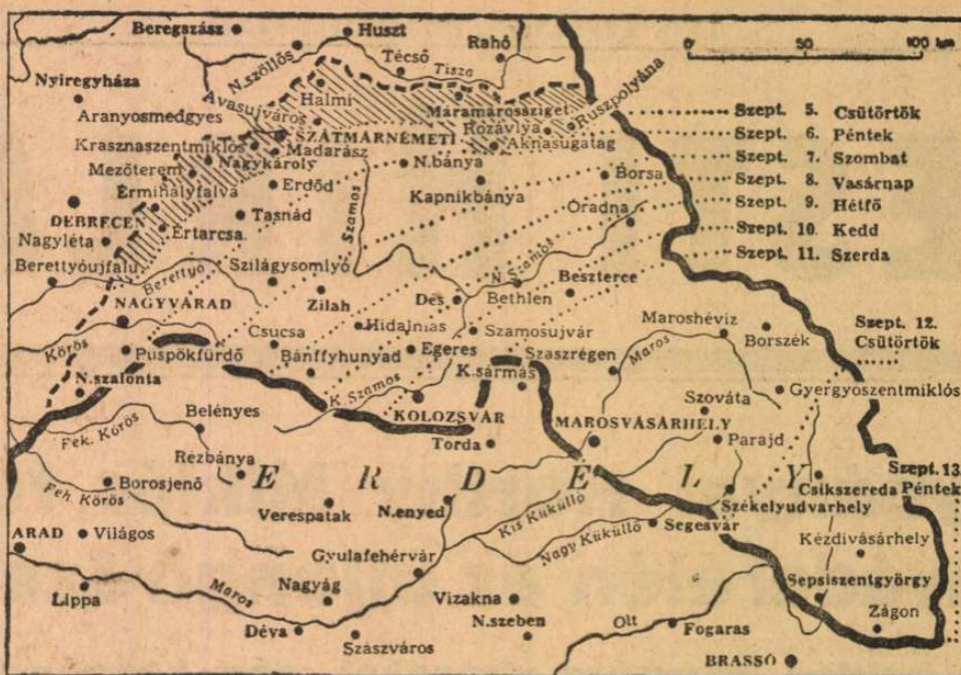 Beregszász
Huszt
Rahó
0 50 100 km
N.szöllős
Técső
Tisza
Nyiregyháza
Avasujváros
Halmi
Máramarossziget
Ruszpolyána
Aranyosmedgyes
SZATMÁRNÉMETI
Rozávlya
Szept. 5. Csütörtök
Krasznaszentmiklós
Madarász
Aknasugatag
Szept. 6. Péntek
Mezőterem
Nagykároly
N.bánya
Szept. 7. Szombat
Érmihályfalva
Erdőd
Kapnikbánya
Borsa
Szept. 8. Vasárnap
DEBRECEN
Tasnád
Szamos
Óradna
Szept. 9. Hétfő
Nagyléta
Értarcsa
Szept. 10. Kedd
Berettyóujfalu
Berettyó
Szilágysomlyó
N. Szamos
Beszterce
Szept. 11. Szerda
NAGYVÁRAD
Zilah
Dés
Bethlen
Maroshéviz
Szept. 12.
Csütörtök
Körös
Csucsa
Hidalmás
Szamosujvár
Borszék
Püspökfürdő
Bánffyhunyad
Egeres
Szászrégen
Maros
N.szalonta
K. Szamos
K.sármás
Gyergyoszentmiklós
Belényes
KOLOZSVÁR
Szováta
Fek. Körös
Torda
MAROSVÁSÁRHELY
Parajd
Rézbánya
ERDÉLY
Szept. 13.
Feh. Körös
Borosjenő
Csikszereda Péntek
Verespatak
N.enyed
Kis Küküllő
Székelyudvarhely
ARAD
Világos
Nagy Küküllő
Segesvár
Gyulafehérvár
Kézdivásárhely
Lippa
Maros
Nagyág
Vizakna
Sepsiszentgyörgy
Déva
N.szeben
Olt
Fogaras
Zágon
Szászváros
BRASSÓ